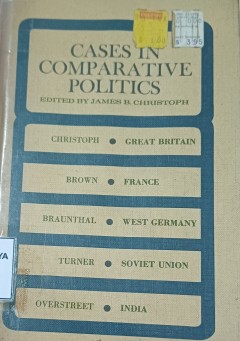 CASES IN
COMPARATIVE
POLITICS
EDITED BY JAMES B. CHRISTOPH
CHRISTOPH ● GREAT BRITAIN
BROWN ● FRANCE
BRAUNTHAL ● WEST GERMANY
TURNER ● SOVIET UNION
OVERSTREET ● INDIA
YA